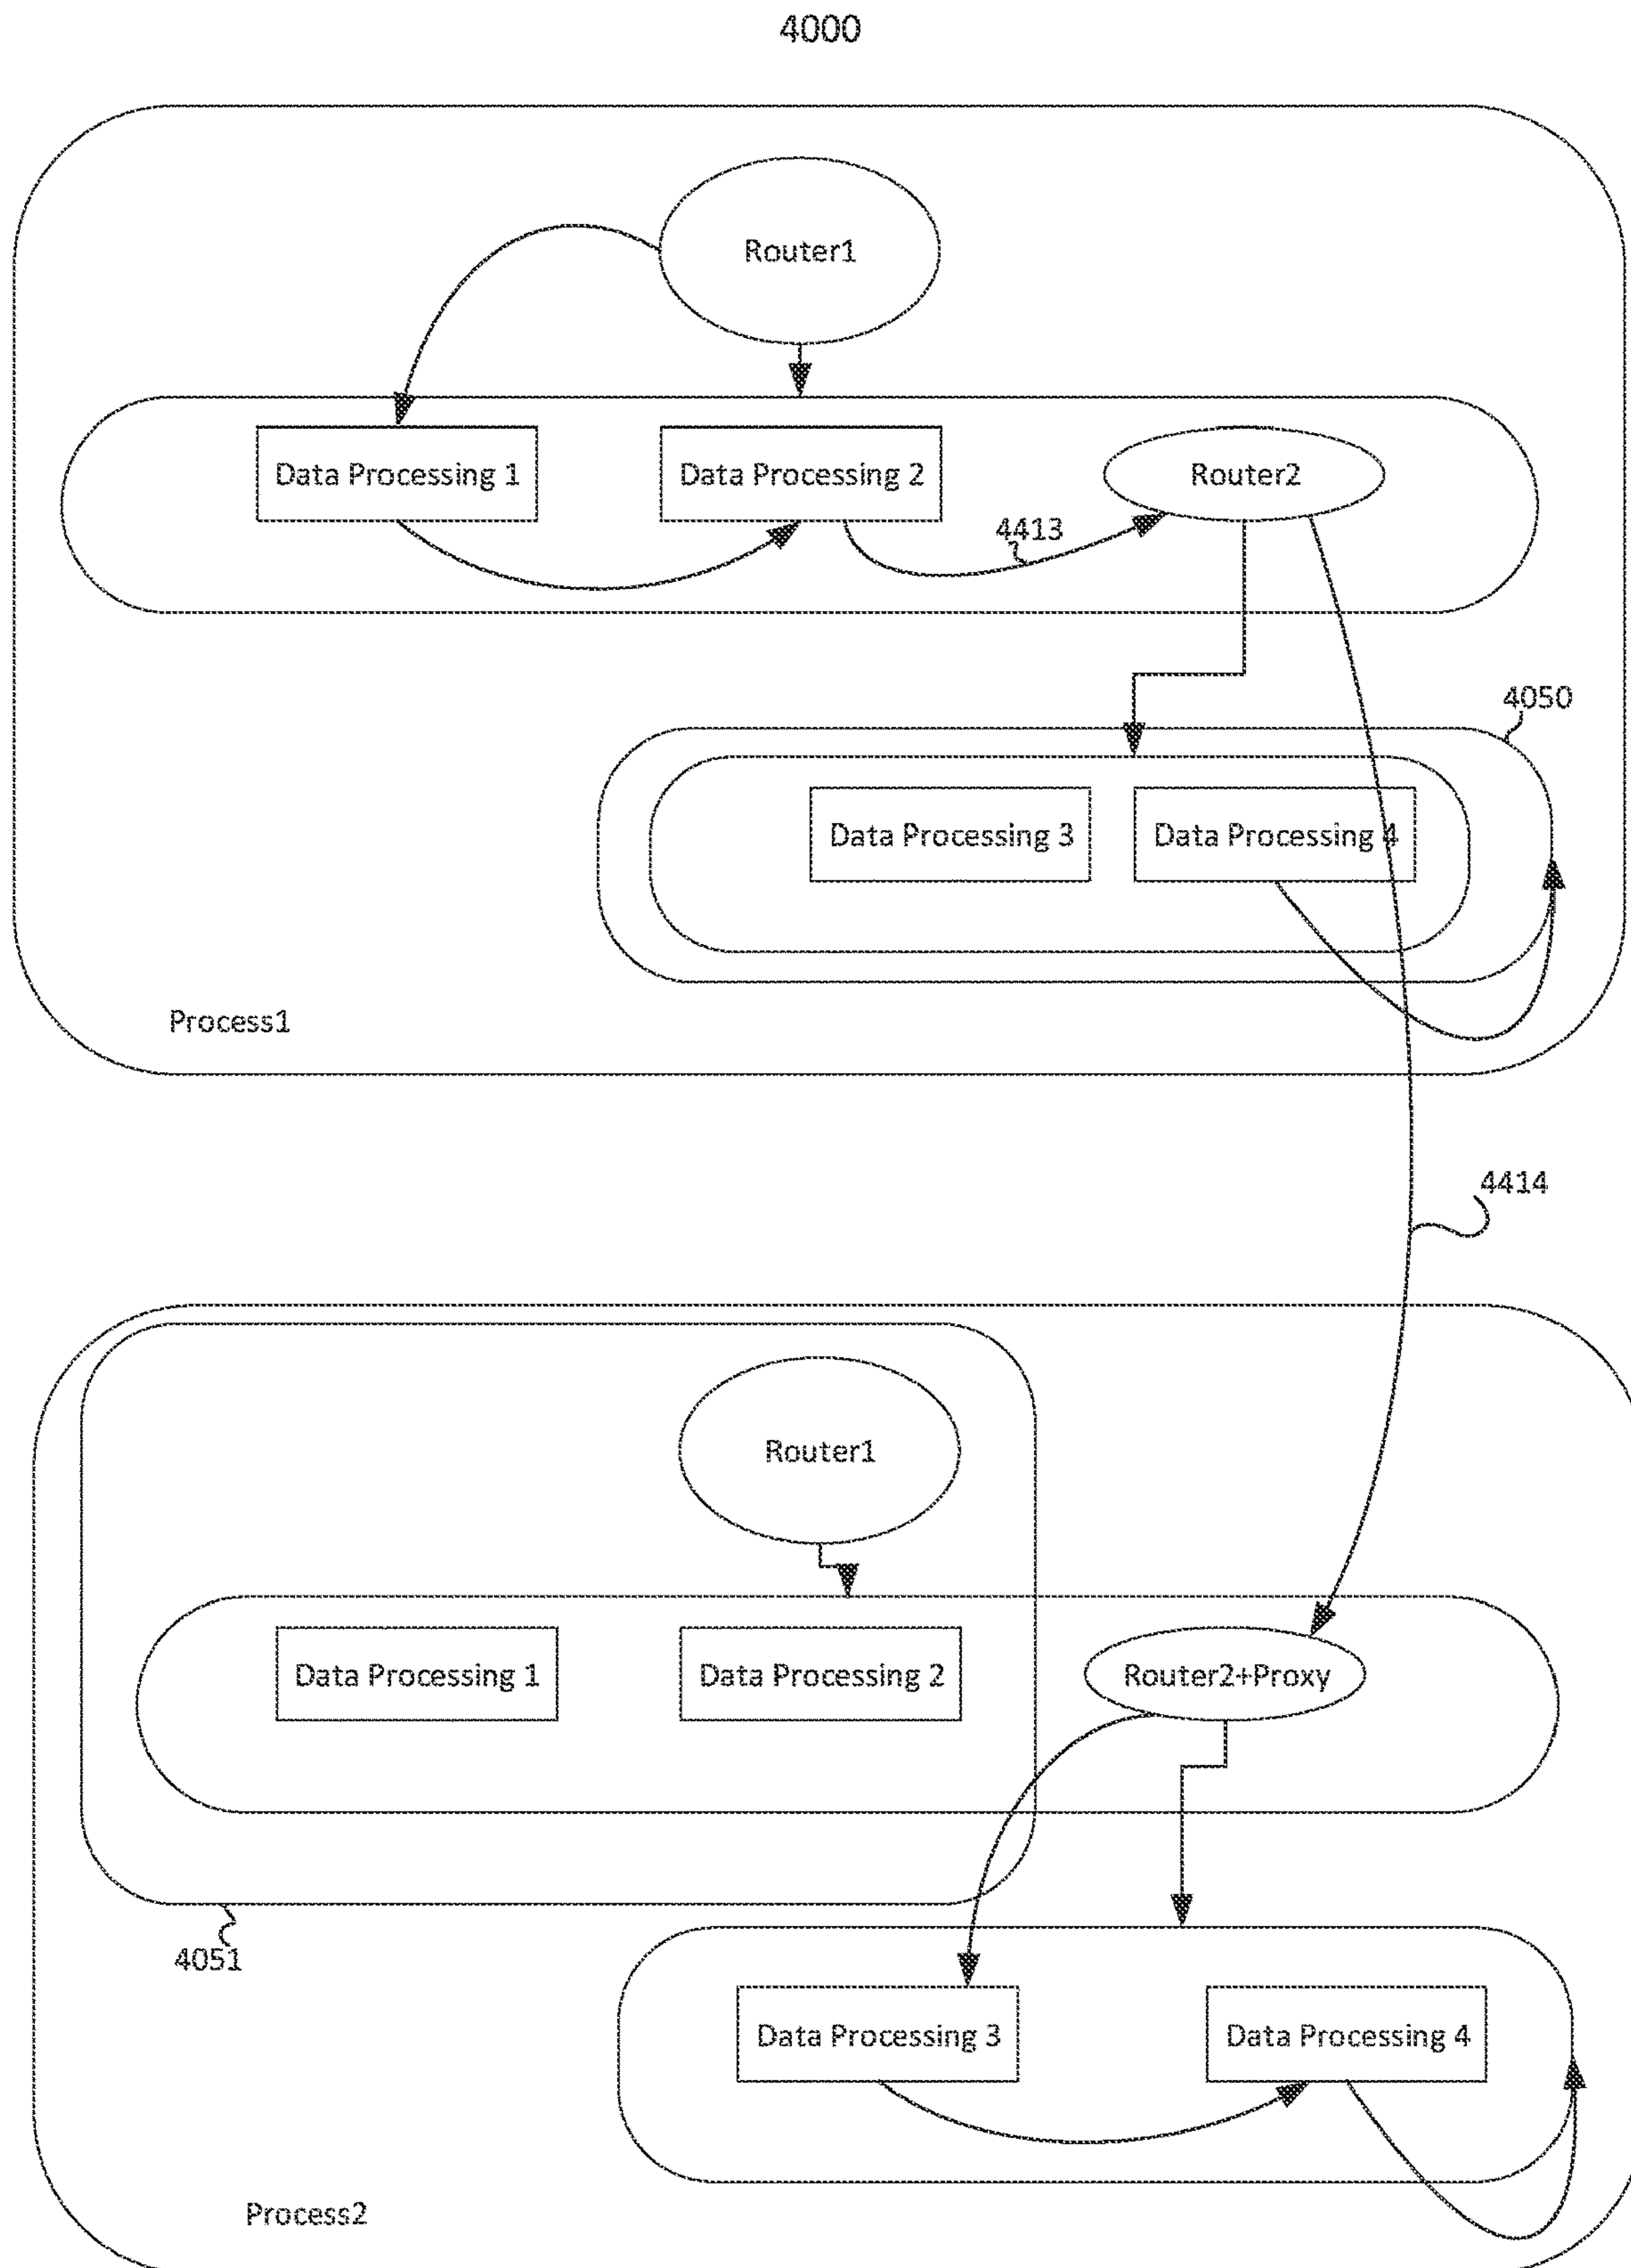 4000
Router1
Data Processing 1
Data Processing 2
Router2
4413
4050
Data Processing 3
Data Processing 4
Process1
4414
Router1
Data Processing 1
Data Processing 2
Router2+Proxy
4051
Data Processing 3
Data Processing 4
Process2